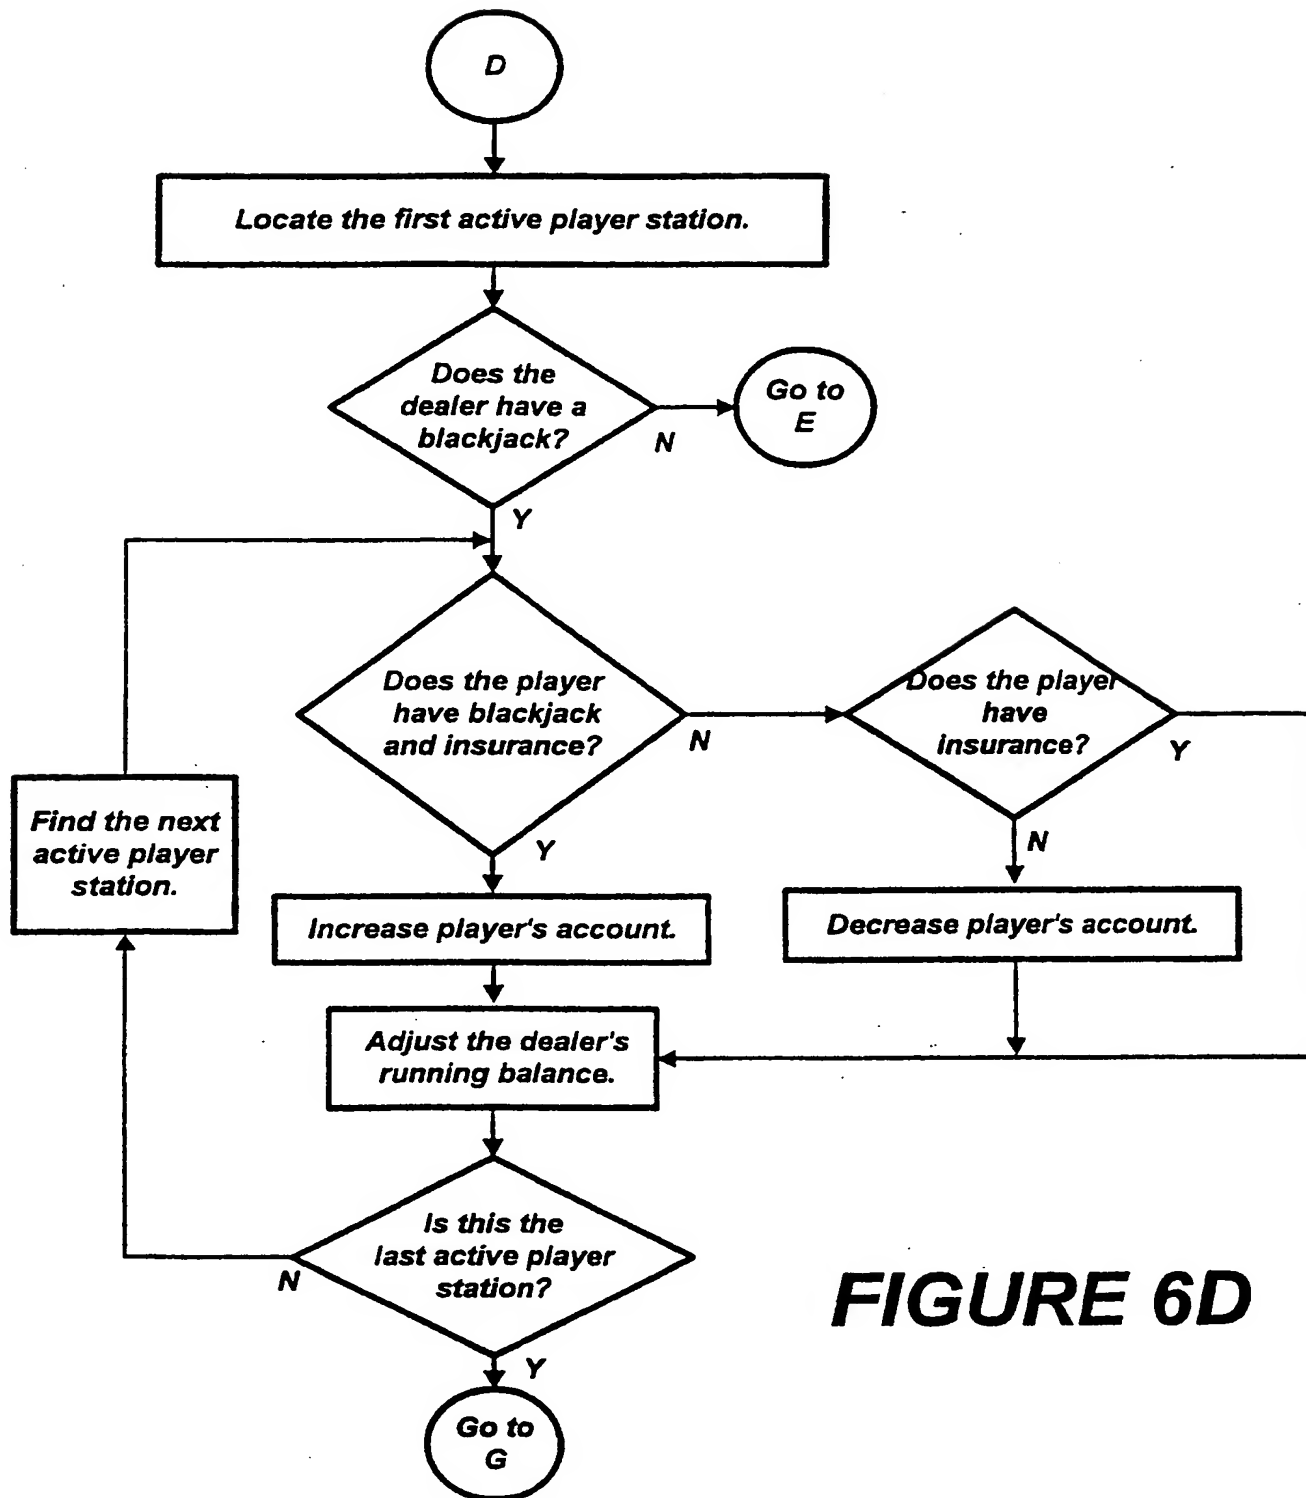 D
Locate the first active player station.
Does the
dealer have a
blackjack?
N
Go to
E
Y
Does the player
have blackjack
and insurance?
N
Does the player
have
insurance?
Y
Find the next
active player
station.
Y
N
Increase player's account.
Decrease player's account.
Adjust the dealer's
running balance.
Is this the
last active player
station?
N
FIGURE 6D
Y
Go to
G